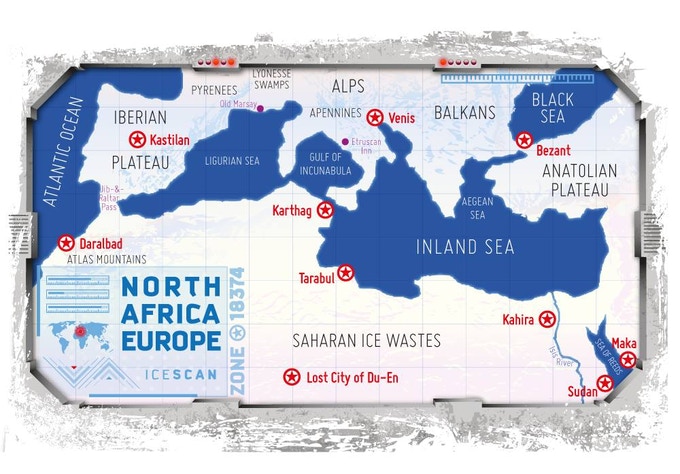 LYONESSE
SWAMPS
PYRENEES
ALPS
Old Marsay
ATLANTIC OCEAN
IBERIAN
PLATEAU
Kastilan
APENNINES
Venis
BALKANS
BLACK
SEA
Etruscan
Inn
Bezant
LIGURIAN SEA
GULF OF
INCUNABULA
ANATOLIAN
PLATEAU
Jib-&-
Raltar
Pass
Karthag
AEGEAN
SEA
Daralbad
ATLAS MOUNTAINS
INLAND SEA
Tarabul
NORTH
AFRICA
EUROPE
ZONE 18374
ICESCAN
SAHARAN ICE WASTES
Kahira
Isis River
SEA OF REEDS
Maka
Lost City of Du-En
Sudan